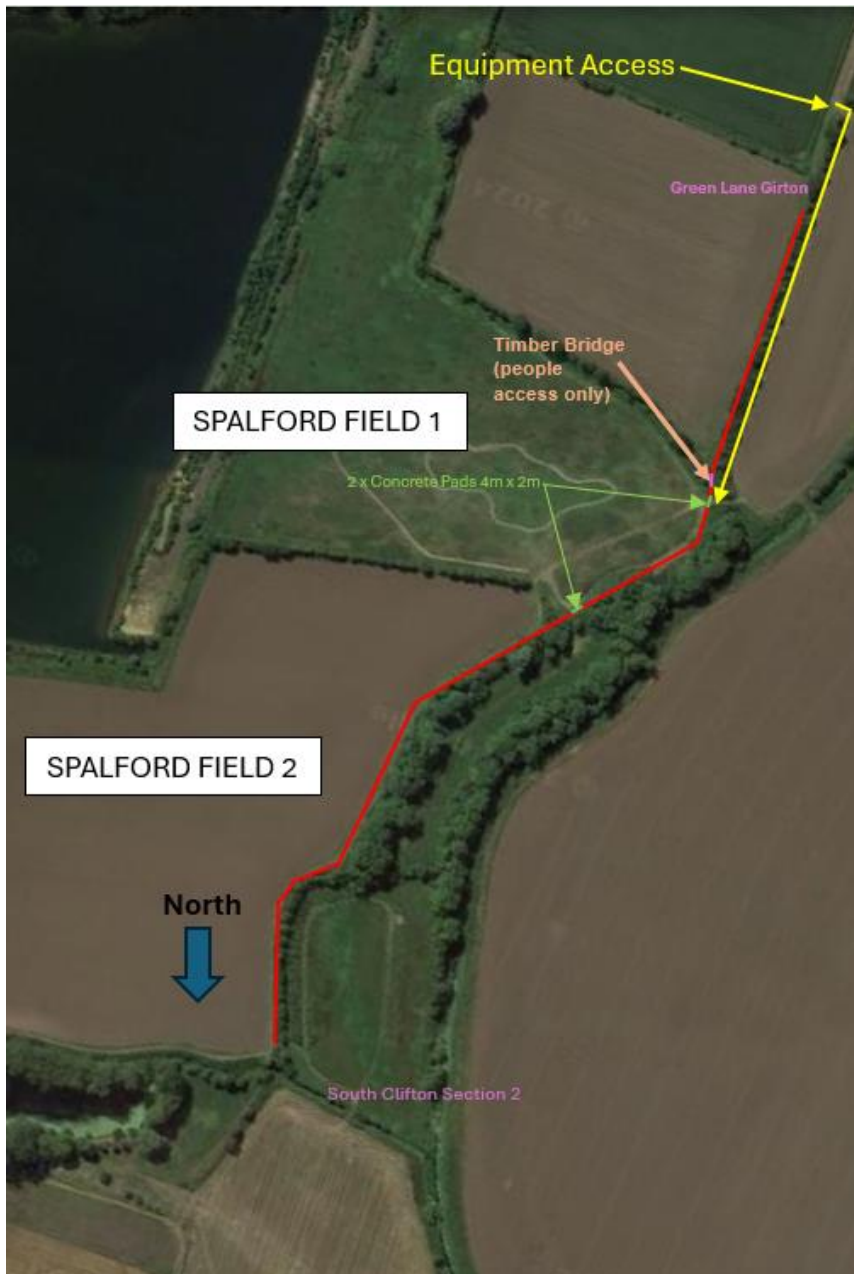 Equipment Access
Green Lane Girton
Timber Bridge
(people
access only)
SPALFORD FIELD 1
2 x Concrete Pads 4m x 2m
SPALFORD FIELD 2
North
South Clifton Section 2